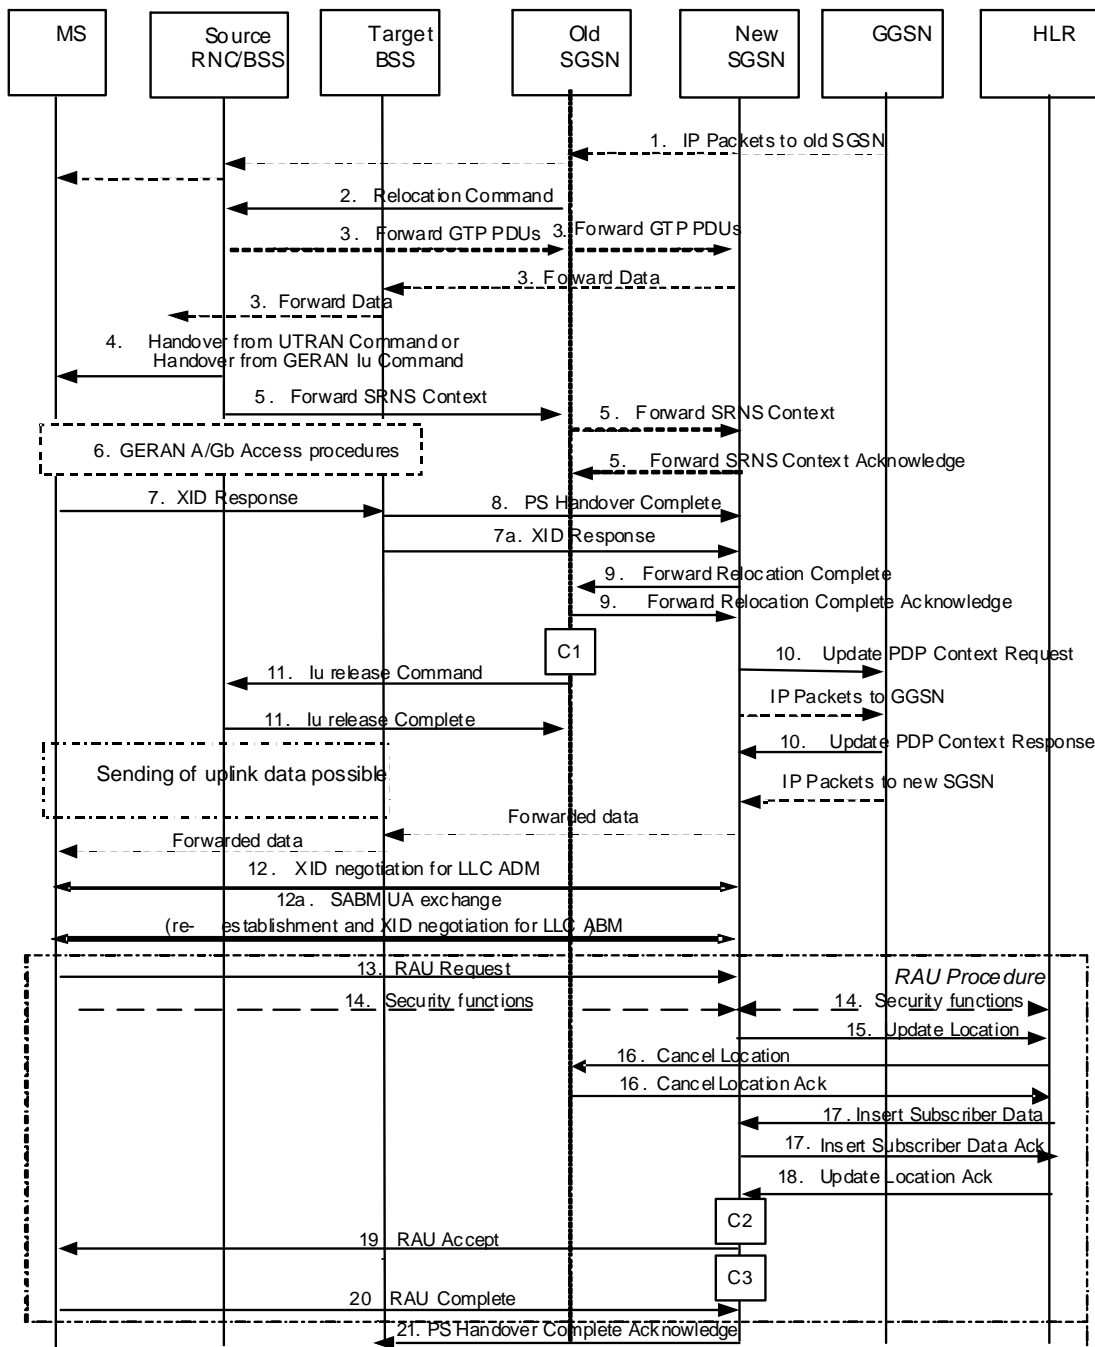 MS
Source
RNC/BSS
Target
BSS
Old
SGSN
New
SGSN
GGSN
HLR
1. IP Packets to old SGSN
2. Relocation Command
3. Forward GTP PDUs
3. Forward GTP PDUs
3. Forward Data
3. Forward Data
4. Handover from UTRAN Command or
Handover from GERAN Iu Command
5. Forward SRNS Context
5. Forward SRNS Context
6. GERAN A/Gb Access procedures
5. Forward SRNS Context Acknowledge
7. XID Response
8. PS Handover Complete
7a. XID Response
9. Forward Relocation Complete
9. Forward Relocation Complete Acknowledge
C1
10. Update PDP Context Request
11. Iu release Command
IP Packets to GGSN
11. Iu release Complete
10. Update PDP Context Response
Sending of uplink data possible
IP Packets to new SGSN
Forwarded data
Forwarded data
12. XID negotiation for LLC ADM
12a. SABM UA exchange
(re- establishment and XID negotiation for LLC ABM)
13. RAU Request
RAU Procedure
14. Security functions
14. Security functions
15. Update Location
16. Cancel Location
16. Cancel Location Ack
17. Insert Subscriber Data
17. Insert Subscriber Data Ack
18. Update Location Ack
C2
19. RAU Accept
C3
20 RAU Complete
21. PS Handover Complete Acknowledge